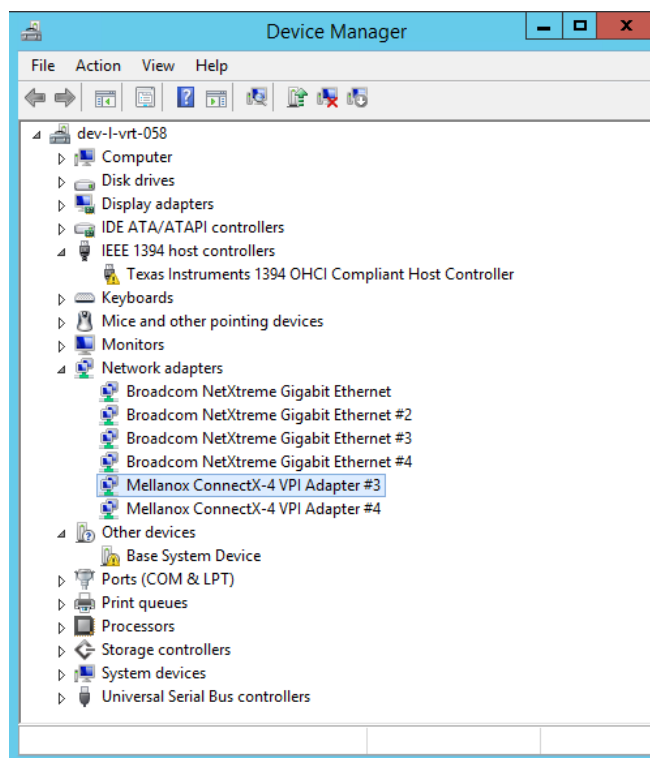 Device Manager
File Action View Help
dev-l-vrt-058
Computer
Disk drives
Display adapters
IDE ATA/ATAPI controllers
IEEE 1394 host controllers
Texas Instruments 1394 OHCI Compliant Host Controller
Keyboards
Mice and other pointing devices
Monitors
Network adapters
Broadcom NetXtreme Gigabit Ethernet
Broadcom NetXtreme Gigabit Ethernet #2
Broadcom NetXtreme Gigabit Ethernet #3
Broadcom NetXtreme Gigabit Ethernet #4
Mellanox ConnectX-4 VPI Adapter #3
Mellanox ConnectX-4 VPI Adapter #4
Other devices
Base System Device
Ports (COM & LPT)
Print queues
Processors
Storage controllers
System devices
Universal Serial Bus controllers